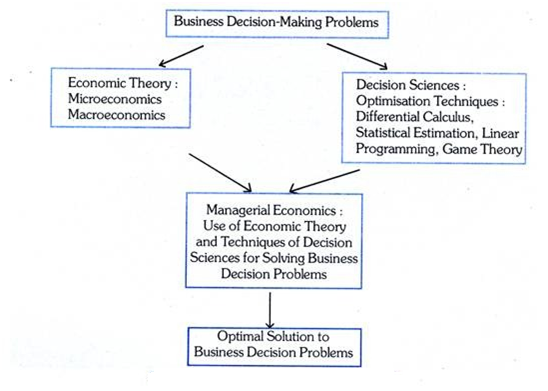 Business Decision-Making Problems
Economic Theory :
Microeconomics
Macroeconomics
Decision Sciences :
Optimisation Techniques :
Differential Calculus,
Statistical Estimation, Linear
Programming, Game Theory
Managerial Economics :
Use of Economic Theory
and Techniques of Decision
Sciences for Solving Business
Decision Problems
Optimal Solution to
Business Decision Problems